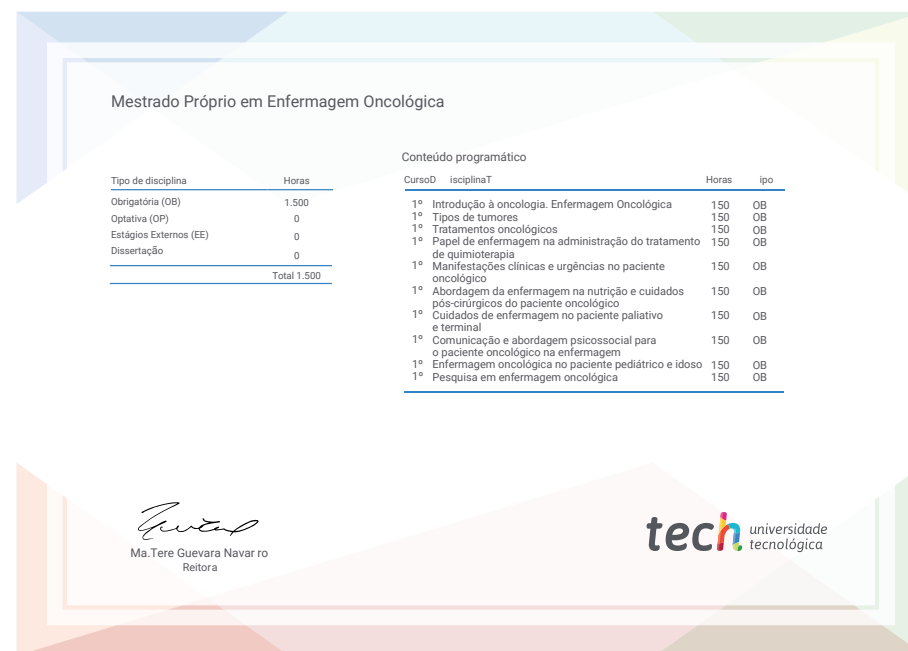 Mestrado Próprio em Enfermagem Oncológica
Tipo de disciplina Horas
Obrigatória (OB) 1.500
Optativa (OP) 0
Estágios Externos (EE) 0
Dissertação 0
Total 1.500
Conteúdo programático
CursoD isciplinaT Horas ipo
1º Introdução à oncologia. Enfermagem Oncológica 150 OB
1º Tipos de tumores 150 OB
1º Tratamentos oncológicos 150 OB
1º Papel de enfermagem na administração do tratamento 150 OB
de quimioterapia
1º Manifestações clínicas e urgências no paciente 150 OB
oncológico
1º Abordagem da enfermagem na nutrição e cuidados 150 OB
pós-cirúrgicos do paciente oncológico
1º Cuidados de enfermagem no paciente paliativo 150 OB
e terminal
1º Comunicação e abordagem psicossocial para 150 OB
o paciente oncológico na enfermagem
1º Enfermagem oncológica no paciente pediátrico e idoso 150 OB
1º Pesquisa em enfermagem oncológica 150 OB
Ma.Tere Guevara Navar ro
Reitora
tech universidade
tecnológica